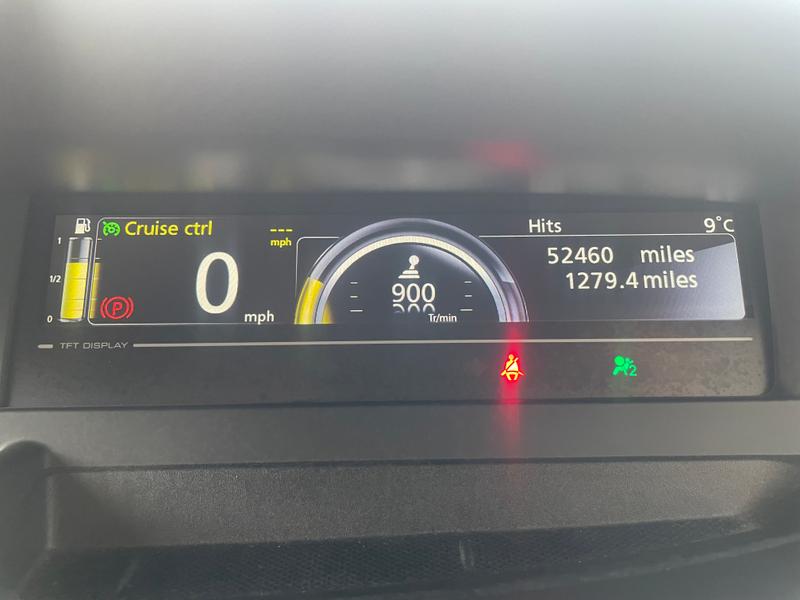 Cruise ctrl
---
mph
1
1/2
0
0 mph
P
900
Tr/min
Hits
9°C
52460 miles
1279.4 miles
TFT DISPLAY
2